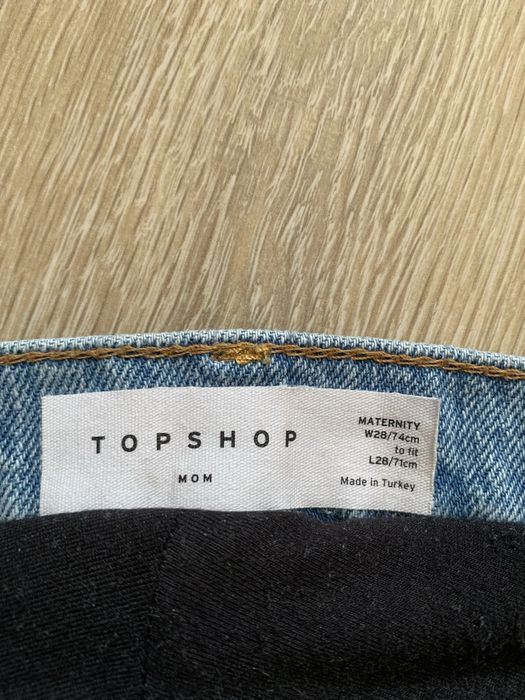 TOPSHOP
MOM
MATERNITY
W28/74cm
to fit
L28/71cm
Made in Turkey